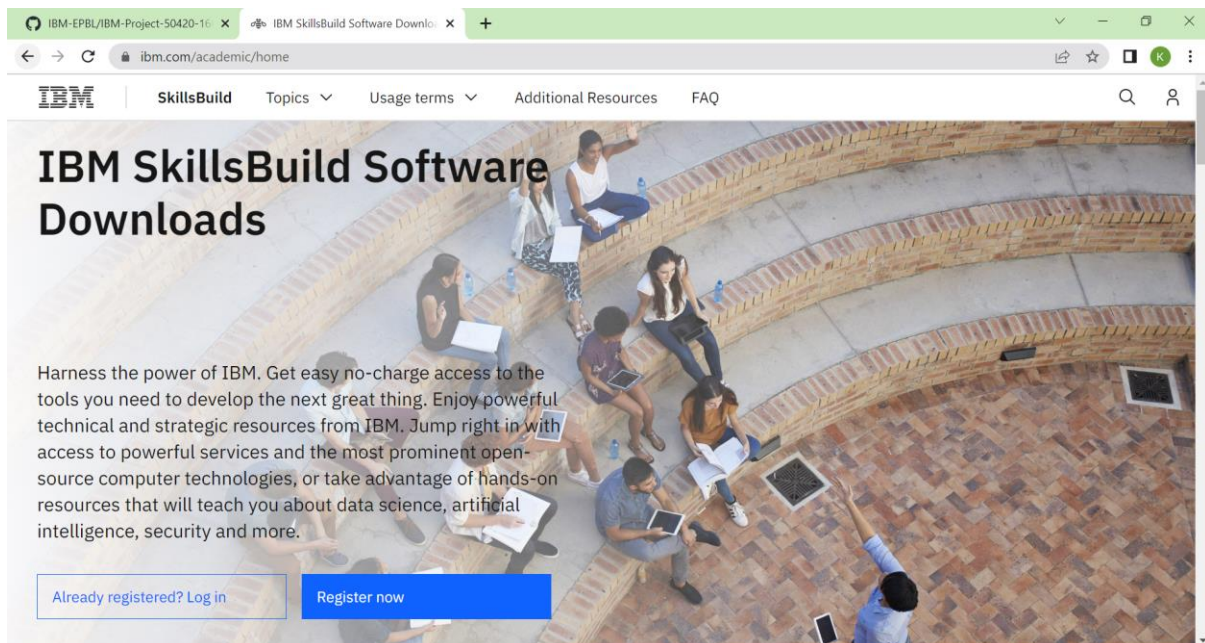 IBM-EPBL/IBM-Project-50420-16
IBM SkillsBuild Software Downlo
ibm.com/academic/home
K
IBM
SkillsBuild Topics Usage terms Additional Resources FAQ
IBM SkillsBuild Software
Downloads
Harness the power of IBM. Get easy no-charge access to the
tools you need to develop the next great thing. Enjoy powerful
technical and strategic resources from IBM. Jump right in with
access to powerful services and the most prominent open-
source computer technologies, or take advantage of hands-on
resources that will teach you about data science, artificial
intelligence, security and more.
Already registered? Log in
Register now